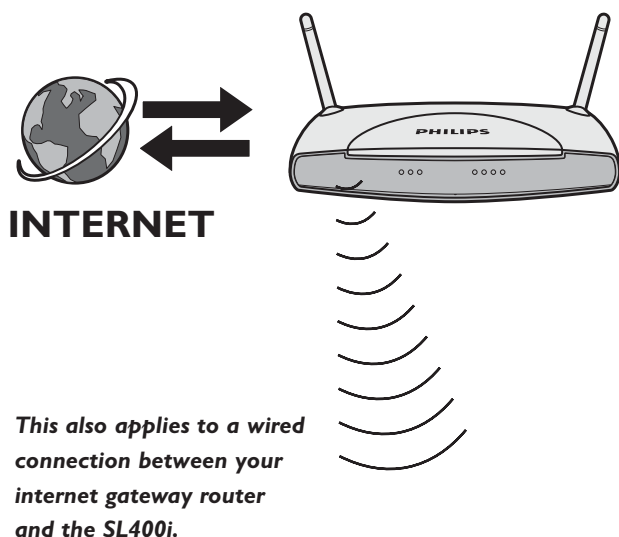 PHILIPS
INTERNET
This also applies to a wired
connection between your
internet gateway router
and the SL400i.